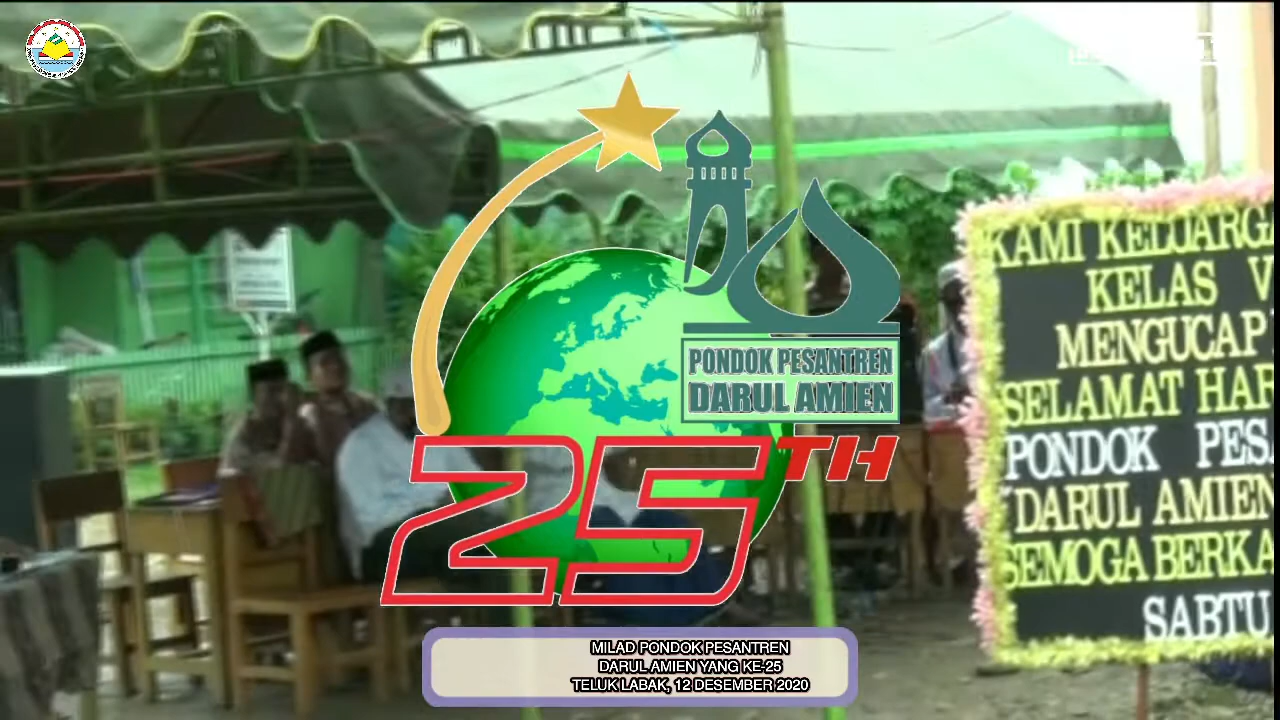 PONDOK PESANTREN
DARUL AMIEN
25TH
KAMI KELUARGA
KELAS V
MENGUCAP
SELAMAT HAR
PONDOK PES
DARUL AMIEN
SEMOGA BERKA
SABTU
MILAD PONDOK PESANTREN
DARUL AMIEN YANG KE-25
TELUK LABAK, 12 DESEMBER 2020